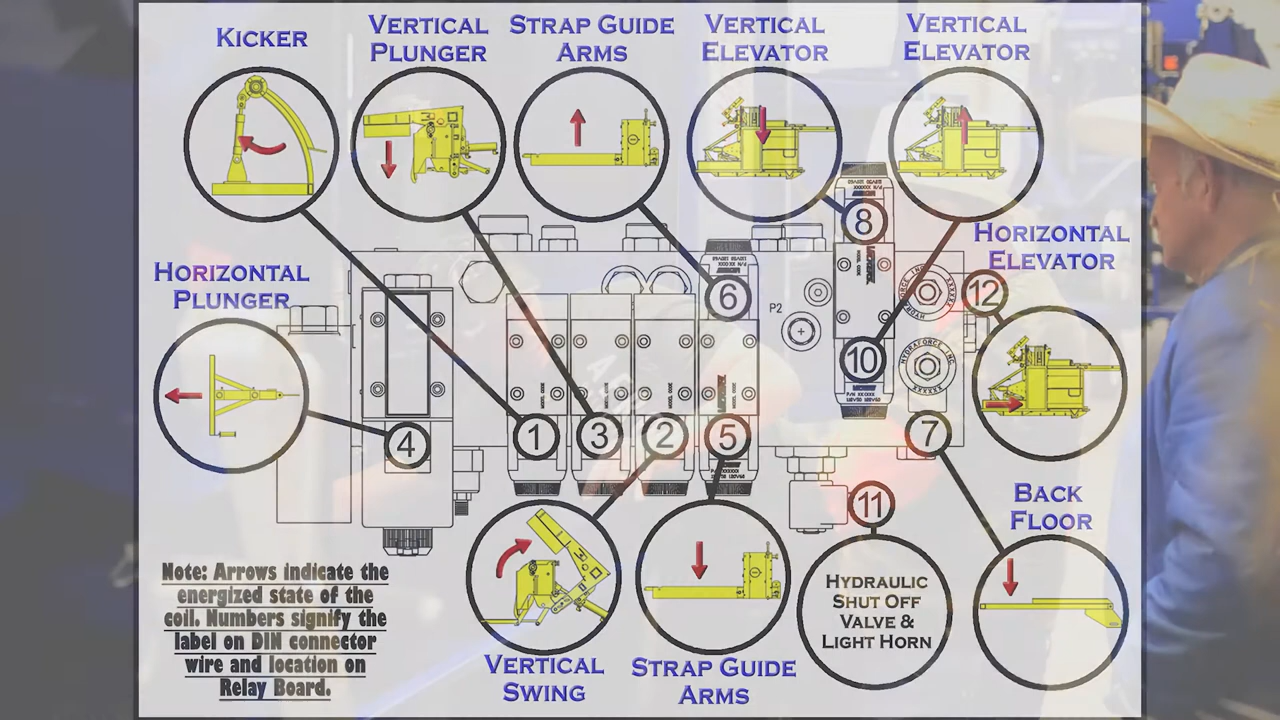 KICKER
VERTICAL
PLUNGER
STRAP GUIDE
ARMS
VERTICAL
ELEVATOR
VERTICAL
ELEVATOR
HORIZONTAL
PLUNGER
HORIZONTAL
ELEVATOR
8
12
6
P2
10
4
1
3
2
5
7
11
BACK
FLOOR
HYDRAULIC
SHUT OFF
VALVE &
LIGHT HORN
Note: Arrows indicate the
energized state of the
coil. Numbers signify the
label on DIN connector
wire and location on
Relay Board.
VERTICAL
SWING
STRAP GUIDE
ARMS
HYDRAFORCE INC
XXXXXX